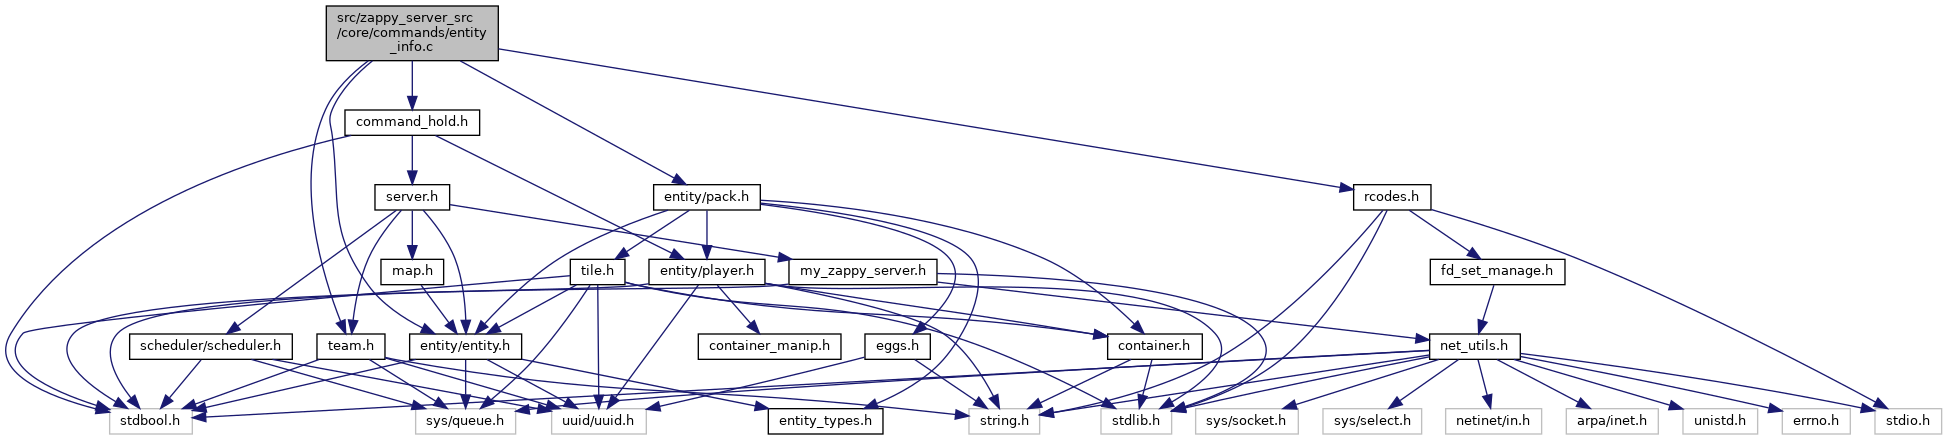 src/zappy_server_src
/core/commands/entity
_info.c
command_hold.h
server.h
entity/pack.h
rcodes.h
map.h
tile.h
entity/player.h
my_zappy_server.h
fd_set_manage.h
scheduler/scheduler.h
team.h
entity/entity.h
container_manip.h
eggs.h
container.h
net_utils.h
stdbool.h
sys/queue.h
uuid/uuid.h
entity_types.h
string.h
stdlib.h
sys/socket.h
sys/select.h
netinet/in.h
arpa/inet.h
unistd.h
errno.h
stdio.h